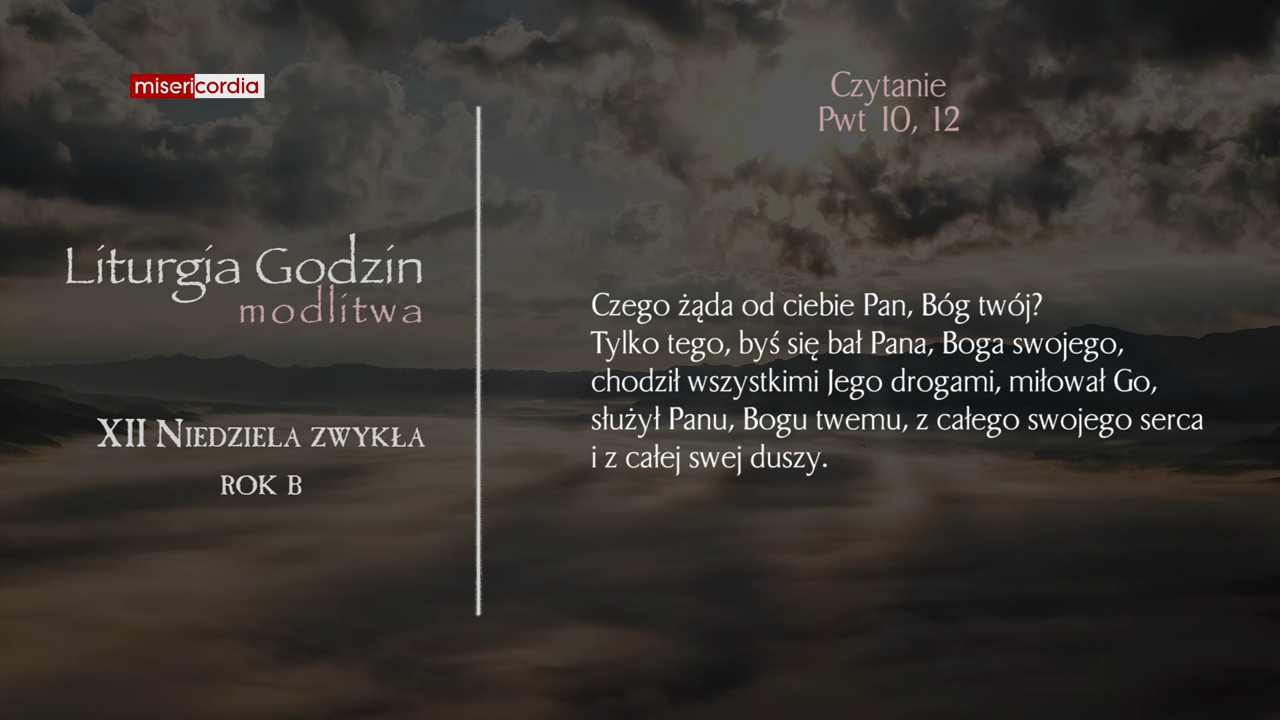 misericordia
Liturgia Godzin
modlitwa
XII Niedziela zwykła
rok B
Czytanie
Pwt 10, 12
Czego żąda od ciebie Pan, Bóg twój?
Tylko tego, byś się bał Pana, Boga swojego,
chodził wszystkimi Jego drogami, miłował Go,
służył Panu, Bogu twemu, z całego swojego serca
i z całej swej duszy.